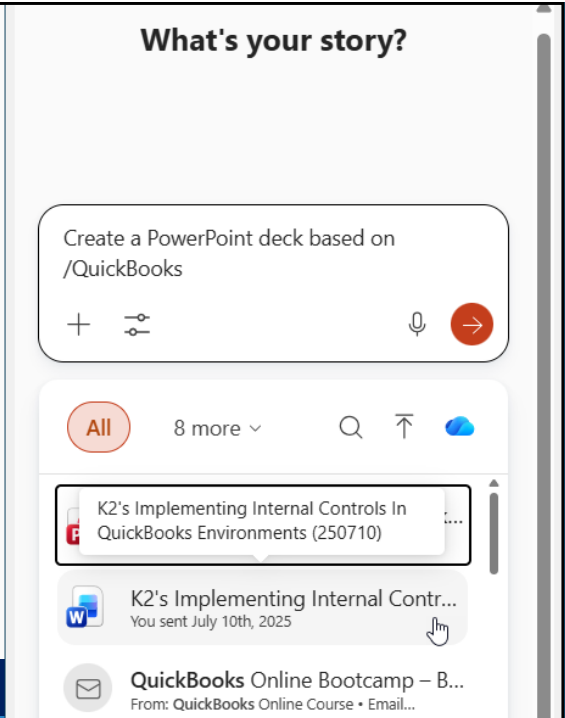 What's your story?
Create a PowerPoint deck based on
/QuickBooks
All
8 more
K2's Implementing Internal Controls In
QuickBooks Environments (250710)
K2's Implementing Internal Contr...
You sent July 10th, 2025
W
QuickBooks Online Bootcamp – B...
From: QuickBooks Online Course • Email...